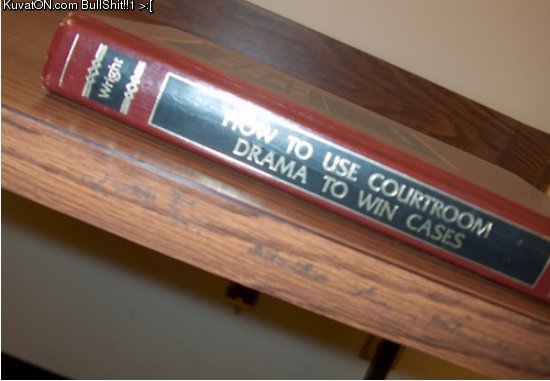 KuvatON.com BullShit!!1 >:[
Wright
HOW TO USE COURTROOM
DRAMA TO WIN CASES